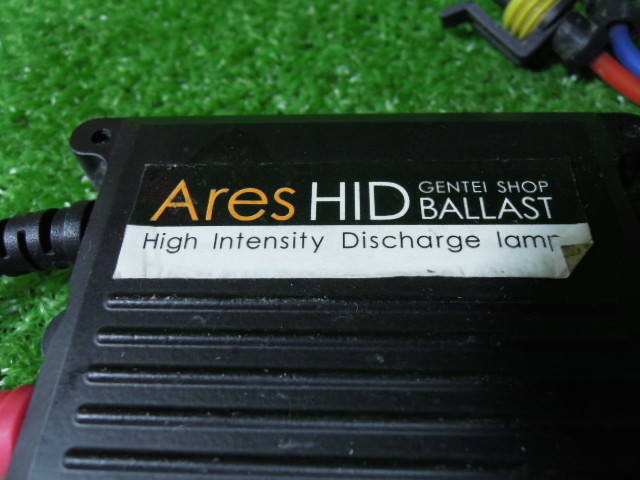 Ares HID GENTEI SHOP BALLAST
High Intensity Discharge lamp